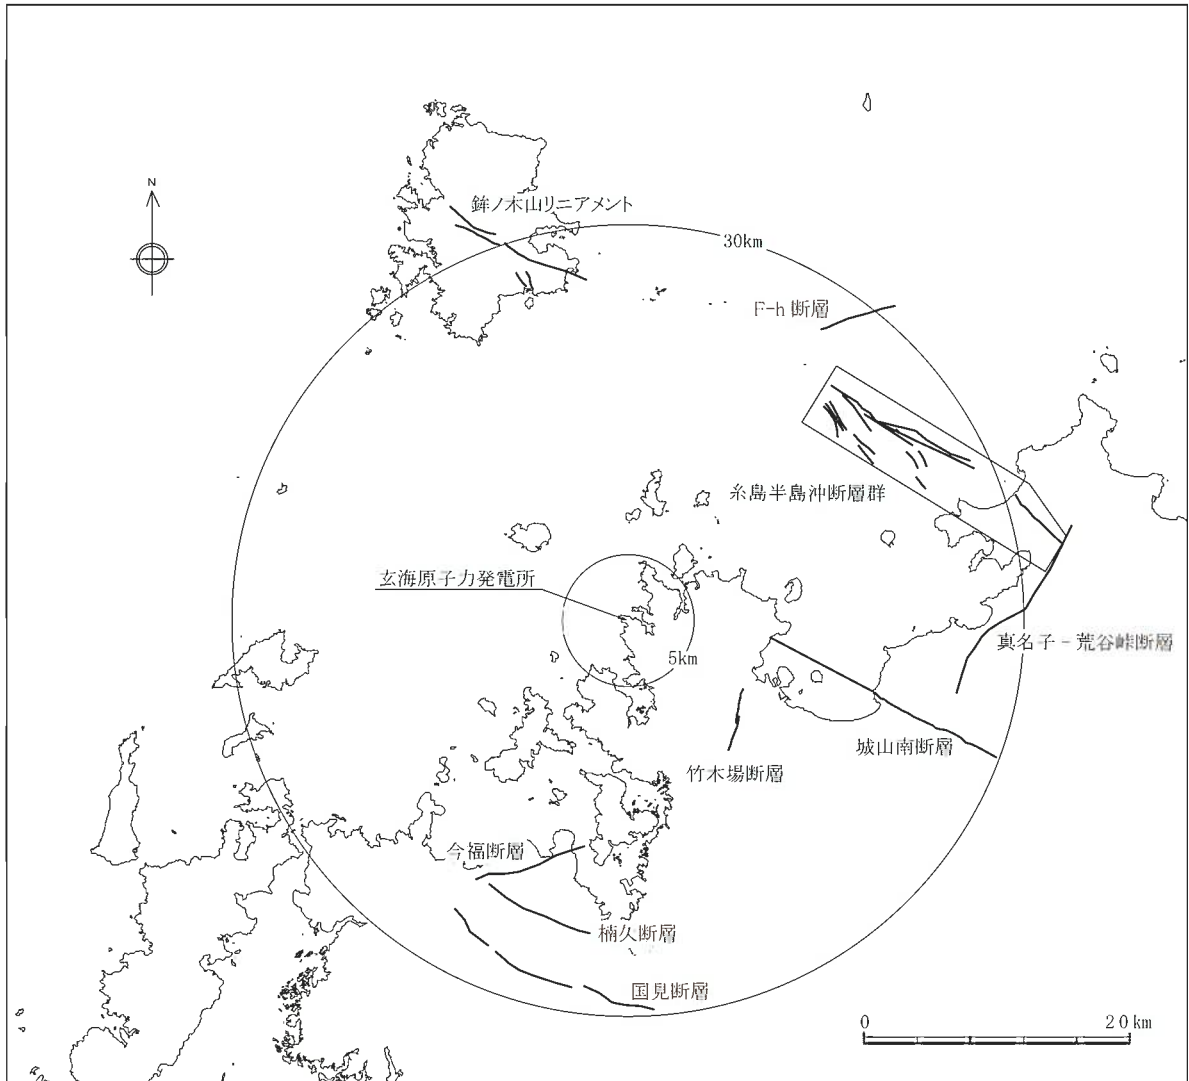 N
鉾ノ木山リニアメント
30km
F-h 断層
糸島半島沖断層群
玄海原子力発電所
5km
真名子－荒谷峠断層
城山南断層
竹木場断層
今福断層
楠久断層
国見断層
0 20km